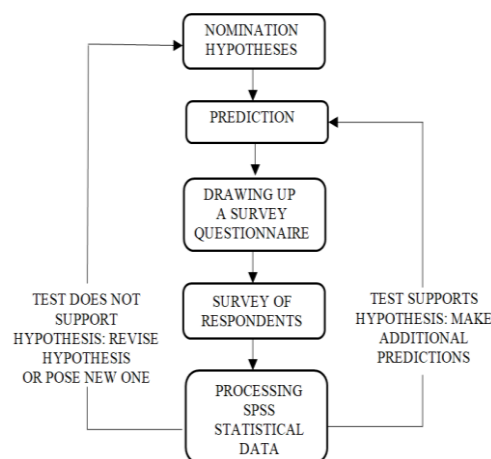 NOMINATION
HYPOTHESES
PREDICTION
DRAWING UP
A SURVEY
QUESTIONNAIRE
SURVEY OF
RESPONDENTS
TEST DOES NOT
SUPPORT
HYPOTHESIS: REVISE
HYPOTHESIS
OR POSE NEW ONE
TEST SUPPORTS
HYPOTHESIS: MAKE
ADDITIONAL
PREDICTIONS
PROCESSING
SPSS
STATISTICAL
DATA